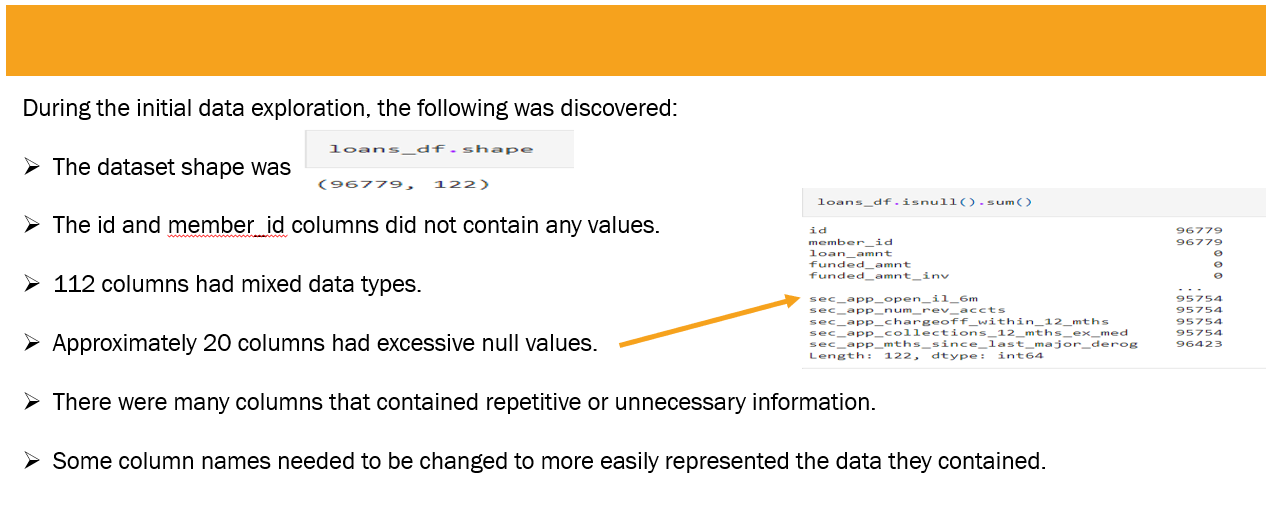 During the initial data exploration, the following was discovered:
The dataset shape was
loans_df.shape
(96779, 122)
The id and member_id columns did not contain any values.
112 columns had mixed data types.
Approximately 20 columns had excessive null values.
There were many columns that contained repetitive or unnecessary information.
Some column names needed to be changed to more easily represented the data they contained.
loans_df.isnull().sum()
id 96779
member_id 96779
loan_amnt 0
funded_amnt 0
funded_amnt_inv 0
...
sec_app_open_il_6m 95754
sec_app_num_rev_accts 95754
sec_app_chargeoff_within_12_mths 95754
sec_app_collections_12_mths_ex_med 95754
sec_app_mths_since_last_major_derog 96423
Length: 122, dtype: int64